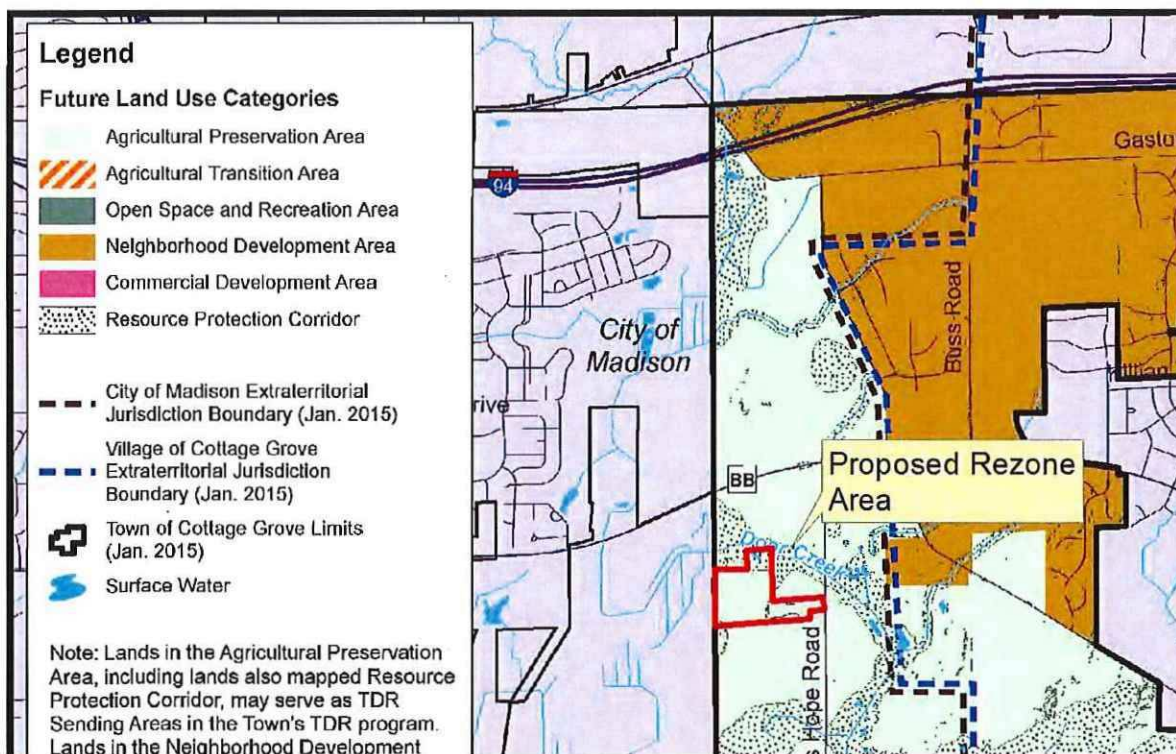 Legend
Future Land Use Categories
Agricultural Preservation Area
Agricultural Transition Area
Open Space and Recreation Area
Neighborhood Development Area
Commercial Development Area
Resource Protection Corridor
City of Madison Extraterritorial
Jurisdiction Boundary (Jan. 2015)
Village of Cottage Grove
Extraterritorial Jurisdiction
Boundary (Jan. 2015)
Town of Cottage Grove Limits
(Jan. 2015)
Surface Water
Note: Lands in the Agricultural Preservation
Area, including lands also mapped Resource
Protection Corridor, may serve as TDR
Sending Areas in the Town's TDR program.
Lands in the Neighborhood Development
94
City of
Madison
rive
Gasto
Buss Road
BB
Proposed Rezone
Area
Creek
s Hope Road